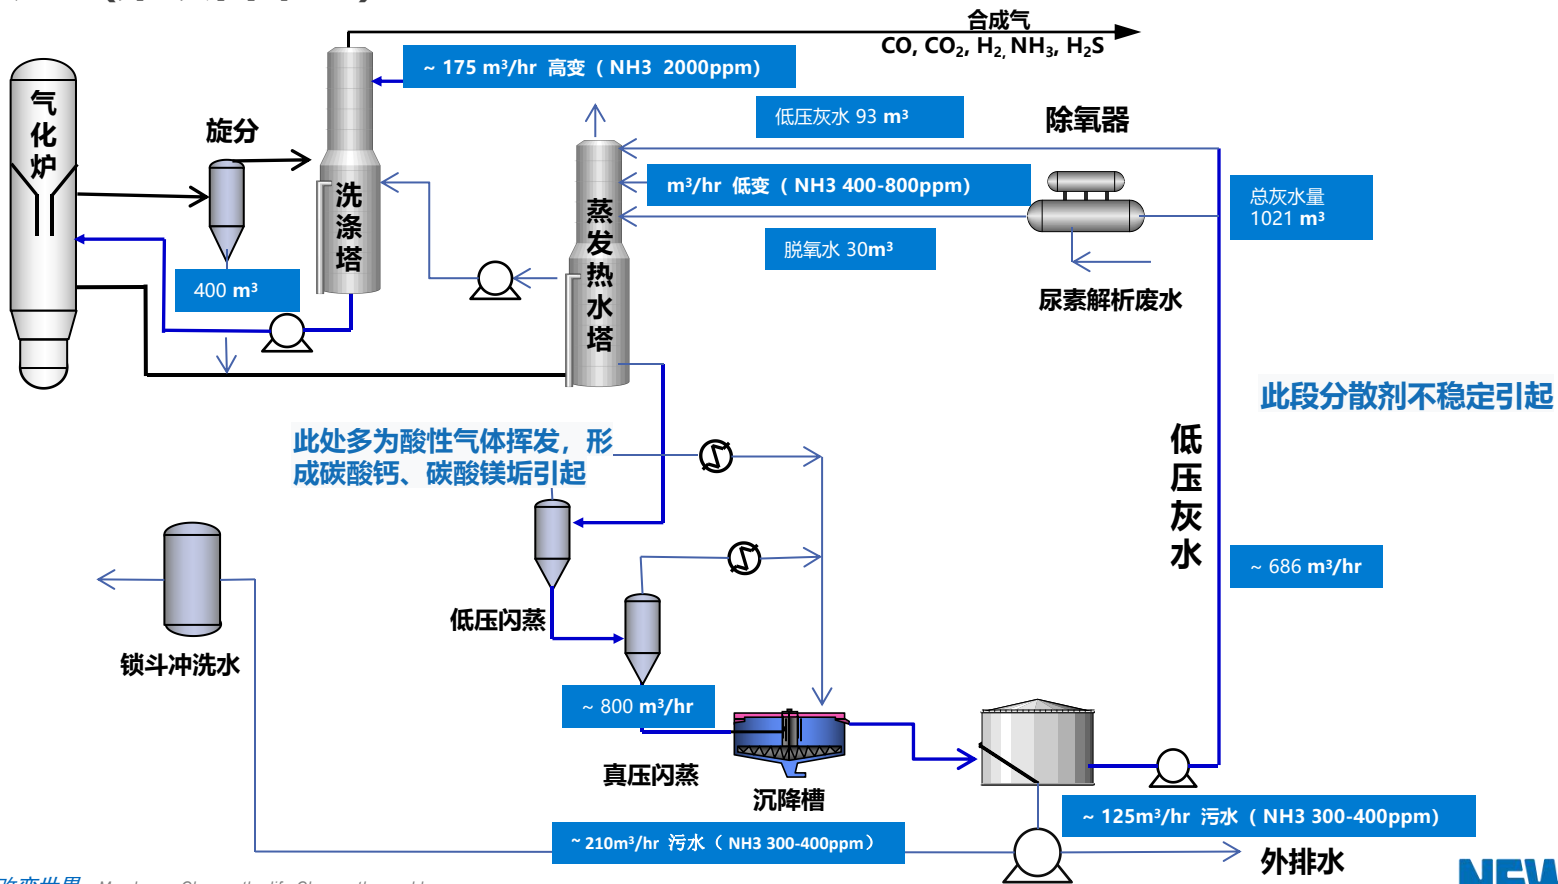 合成气
CO, CO₂, H₂, NH₃, H₂S
~ 175 m³/hr 高变（ NH3 2000ppm）
气化炉
旋分
洗涤塔
低压灰水 93 m³
除氧器
m³/hr 低变（ NH3 400-800ppm）
蒸发热水塔
总灰水量
1021 m³
脱氧水 30m³
400 m³
尿素解析废水
此段分散剂不稳定引起
此处多为酸性气体挥发，形
成碳酸钙、碳酸镁垢引起
低压灰水
~ 686 m³/hr
低压闪蒸
锁斗冲洗水
~ 800 m³/hr
真压闪蒸
沉降槽
~ 125m³/hr 污水（ NH3 300-400ppm）
~ 210m³/hr 污水（ NH3 300-400ppm）
外排水